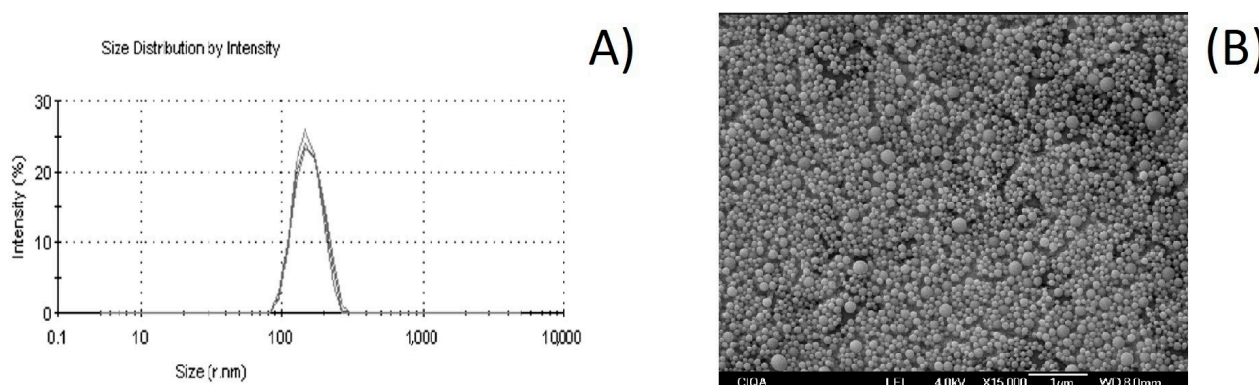 Size Distribution by Intensity
A)
(B)
30
20
10
0
Intensity (%)
0.1 10 100 1,000 10,000
Size (r.nm)
CIQA LEI 4.0kV X15,000 1μm WD 8.0mm